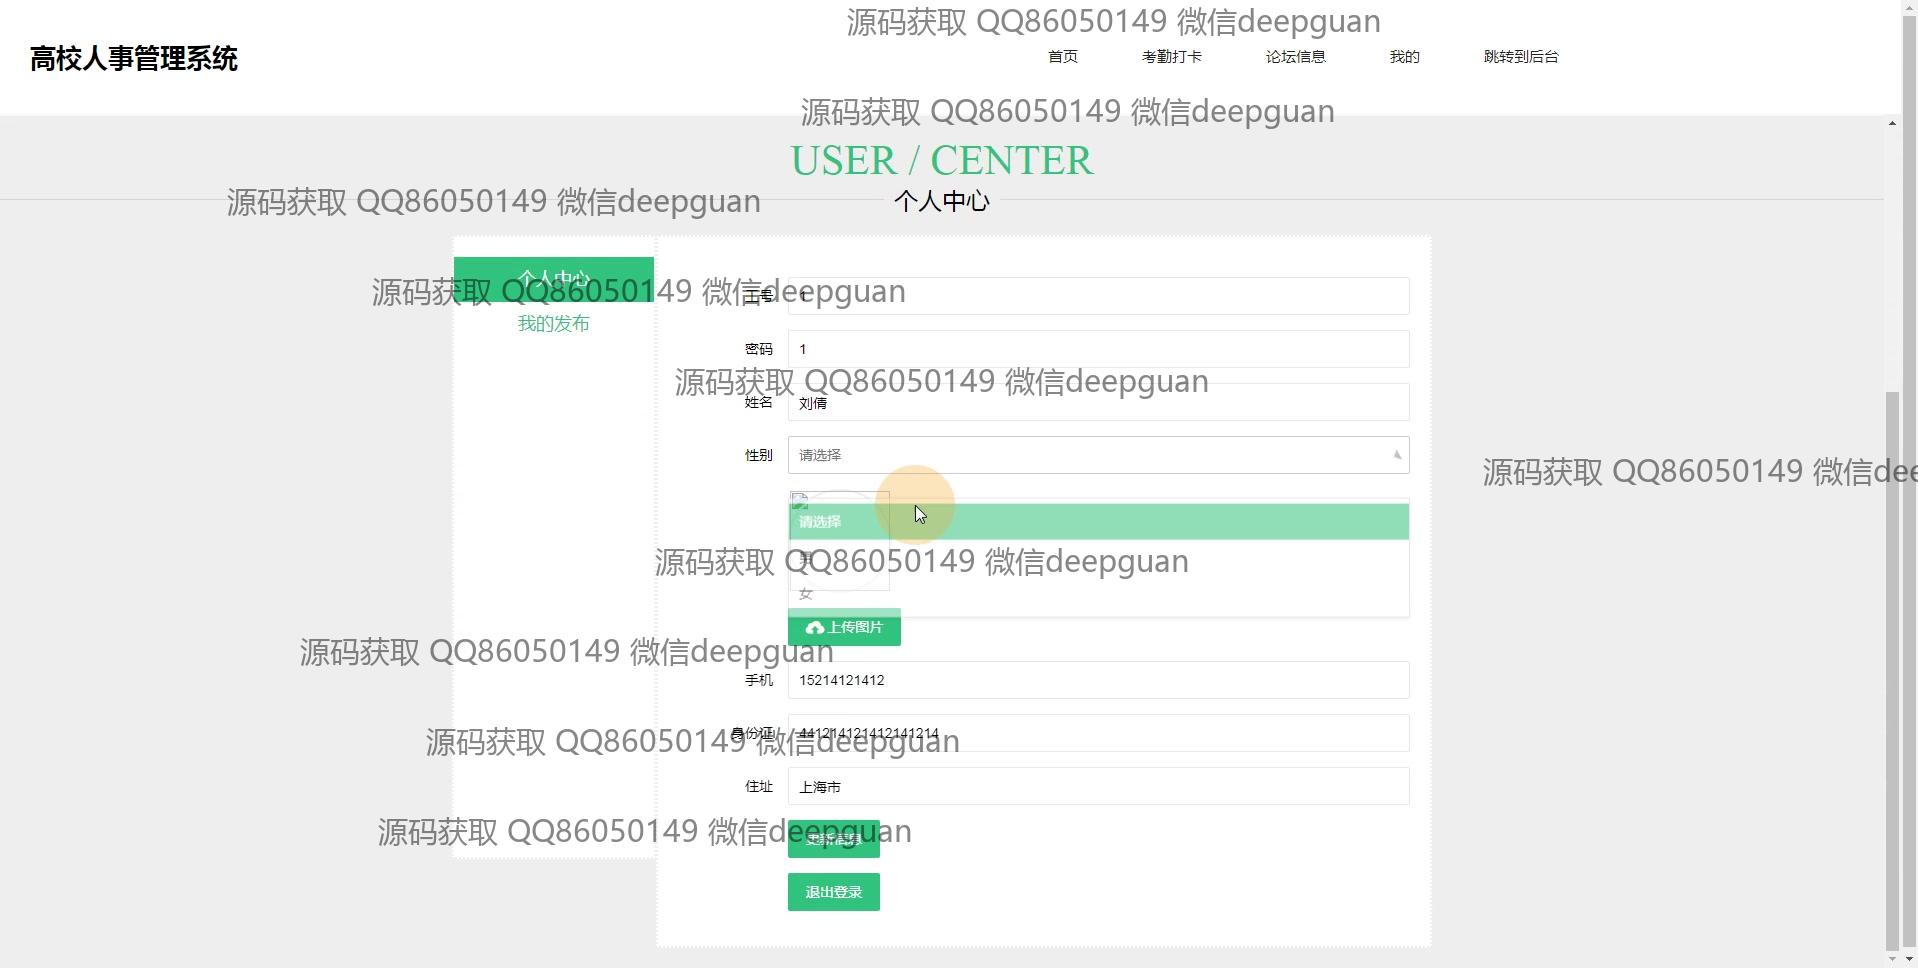 源码获取 QQ86050149 微信deepguan
高校人事管理系统
首页 考勤打卡 论坛信息 我的 跳转到后台
源码获取 QQ86050149 微信deepguan
USER / CENTER
源码获取 QQ86050149 微信deepguan
个人中心
个人中心
源码获取 QQ86050149 微信deepguan
工号 1
我的发布
密码 1
源码获取 QQ86050149 微信deepguan
姓名 刘倩
性别 请选择
源码获取 QQ86050149 微信dee
请选择
男
源码获取 QQ86050149 微信deepguan
女
上传图片
源码获取 QQ86050149 微信deepguan
手机 15214121412
身份证 441214121412141214
源码获取 QQ86050149 微信deepguan
住址 上海市
源码获取 QQ86050149 微信deepguan
更新信息
退出登录